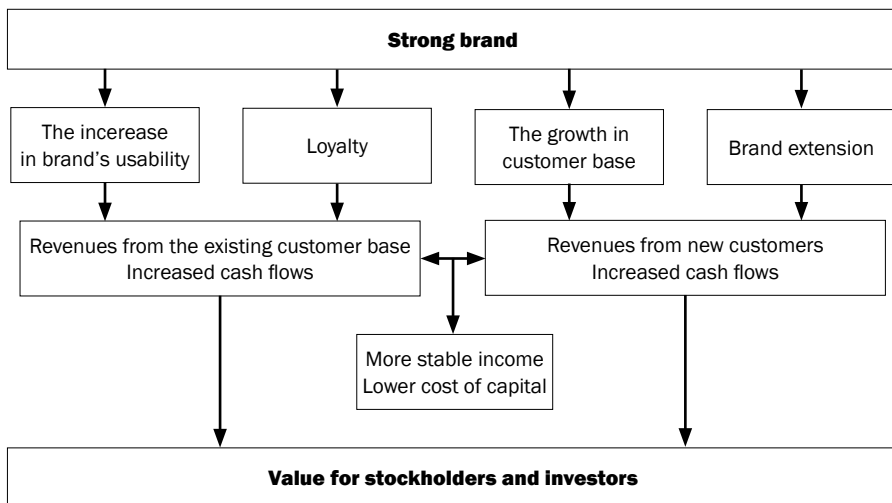 Strong brand
The incerease
in brand's usability
Loyalty
The growth in
customer base
Brand extension
Revenues from the existing customer base
Increased cash flows
Revenues from new customers
Increased cash flows
More stable income
Lower cost of capital
Value for stockholders and investors